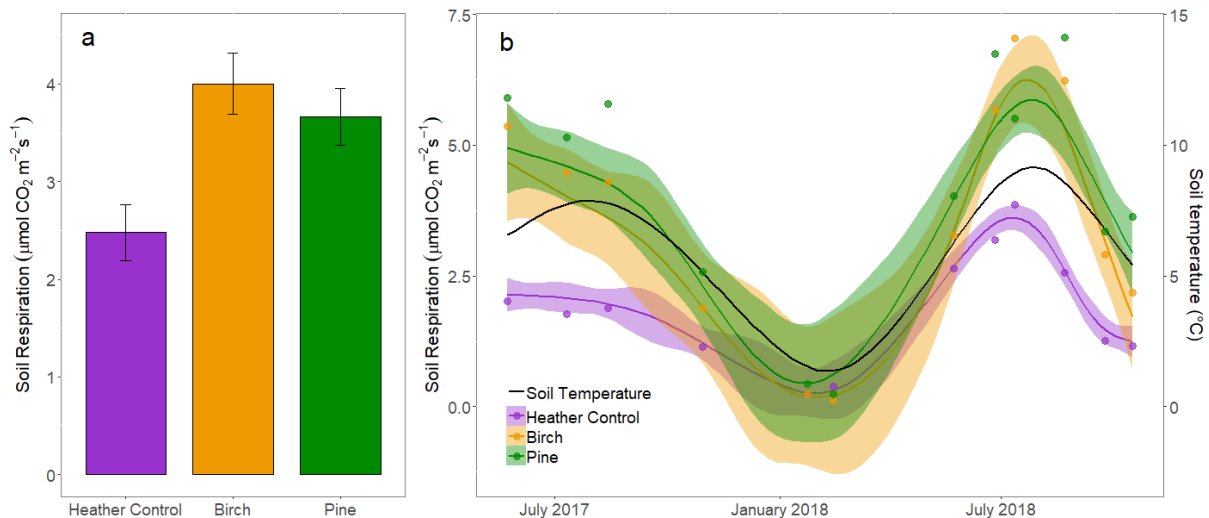 a
Soil Respiration (μmol CO₂ m⁻² s⁻¹)
4
3
2
1
0
Heather Control Birch Pine
b
Soil Respiration (μmol CO₂ m⁻² s⁻¹)
7.5
5.0
2.5
0.0
Soil Temperature
Heather Control
Birch
Pine
July 2017 January 2018 July 2018
15
10
5
0
Soil temperature (°C)